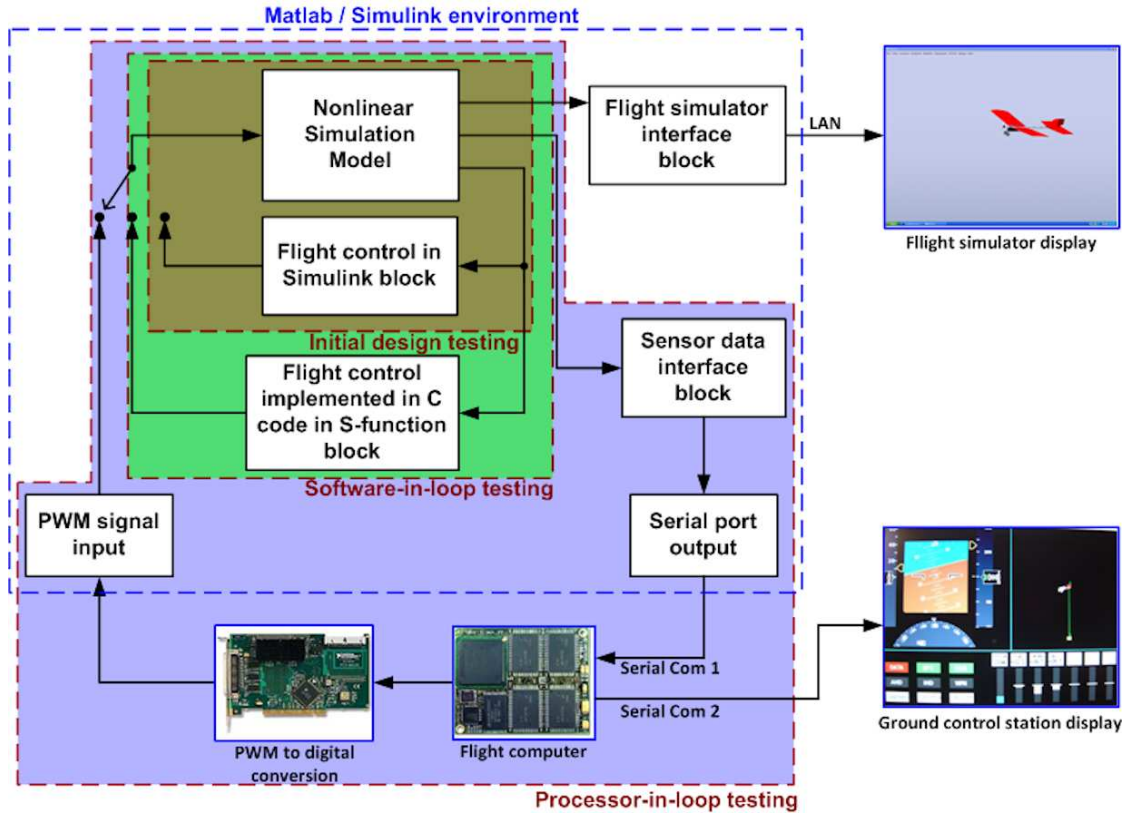 Matlab / Simulink environment
Nonlinear
Simulation
Model
Flight simulator
interface
block
LAN
Fllight simulator display
Flight control in
Simulink block
Initial design testing
Sensor data
interface
block
Flight control
implemented in C
code in S-function
block
Software-in-loop testing
PWM signal
input
Serial port
output
Serial Com 1
Serial Com 2
Ground control station display
PWM to digital
conversion
Flight computer
Processor-in-loop testing